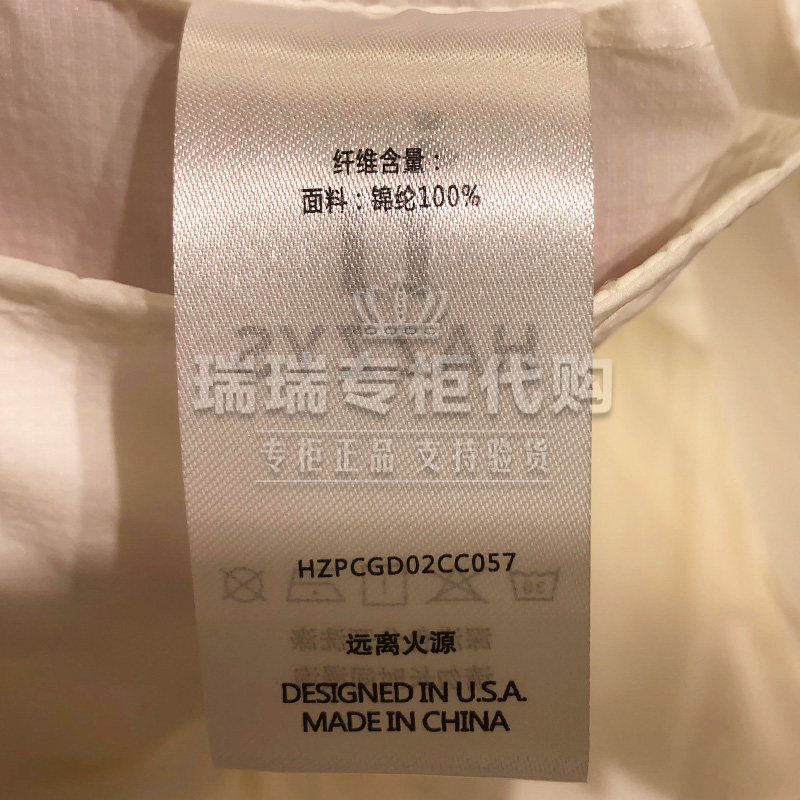 纤维含量：
面料：锦纶100%
瑞瑞专柜代购
专柜正品 支持验货
HZPCGD02CC057
远离火源
DESIGNED IN U.S.A.
MADE IN CHINA